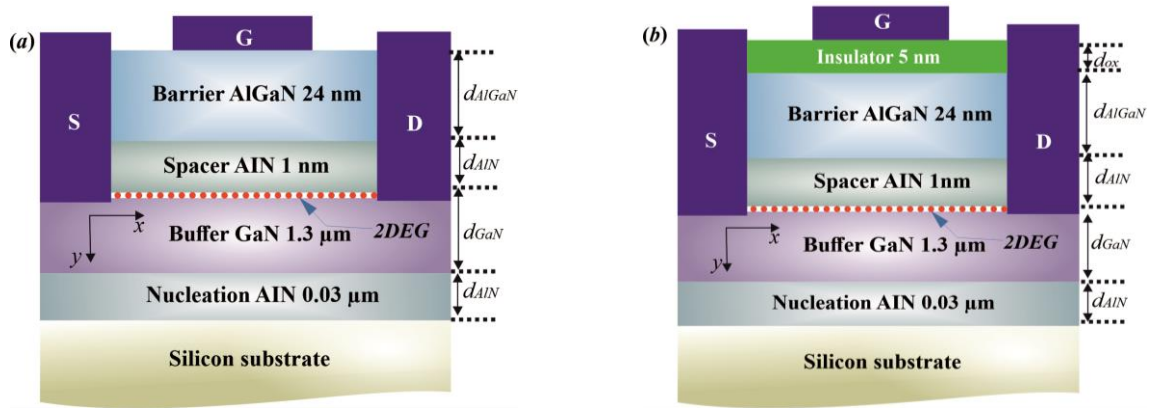 (a)
G
S
D
Barrier AlGaN 24 nm
Spacer AlN 1 nm
2DEG
x
y
Buffer GaN 1.3 µm
Nucleation AlN 0.03 µm
Silicon substrate
dAlGaN
dAlN
dGaN
dAlN
(b)
G
S
D
Insulator 5 nm
Barrier AlGaN 24 nm
Spacer AlN 1nm
2DEG
x
y
Buffer GaN 1.3 µm
Nucleation AlN 0.03 µm
Silicon substrate
dox
dAlGaN
dAlN
dGaN
dAlN